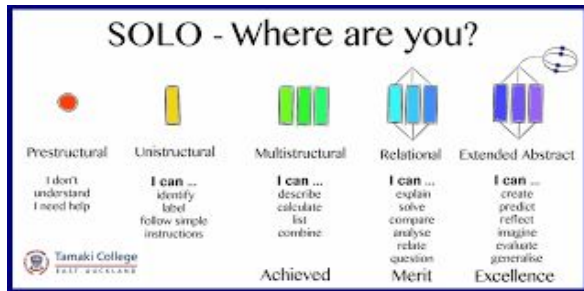 SOLO - Where are you?
Prestructural
I don't
understand
I need help
Unistructural
I can ...
identify
label
follow simple
instructions
Multistructural
I can ...
describe
calculate
list
combine
Relational
I can ...
explain
solve
compare
analyse
relate
question
Extended Abstract
I can ...
create
predict
reflect
imagine
evaluate
generalise
Tamaki College
EAST AUCKLAND
Achieved
Merit
Excellence